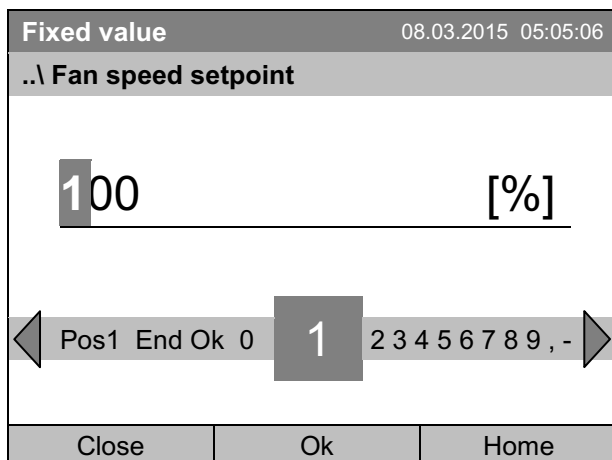 Fixed value 08.03.2015 05:05:06
..\ Fan speed setpoint
100 [%]
Pos1 End Ok 0 1 2 3 4 5 6 7 8 9 , -
Close Ok Home